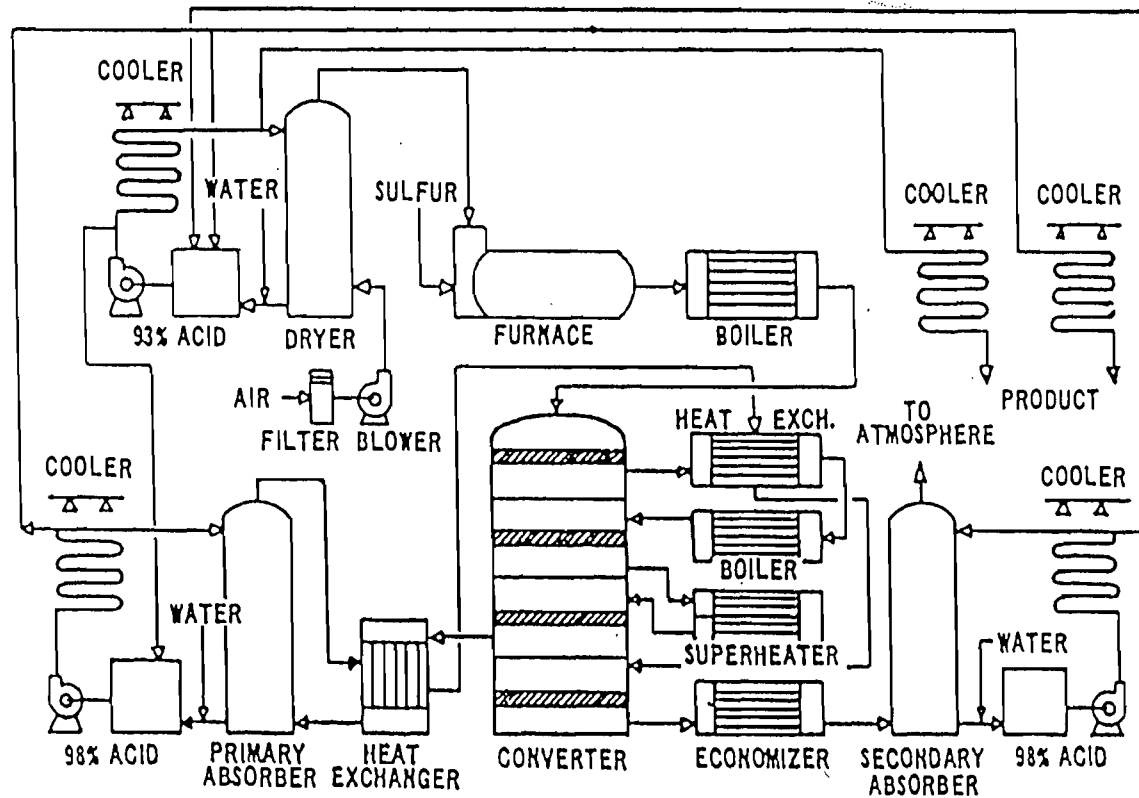 COOLER
WATER
SULFUR
COOLER
COOLER
93% ACID
DRYER
FURMACE
BOILER
AIR
FILTER
BLOWER
HEAT EXCH.
TO
ATMOSPHERE
PRODUCT
COOLER
COOLER
BOILER
WATER
SUPERHEATER
WATER
98% ACID
PRIMARY
ABSORBER
HEAT
EXCHANGER
CONVERTER
ECONOMIZER
SECONDARY
ABSORBER
98% ACID